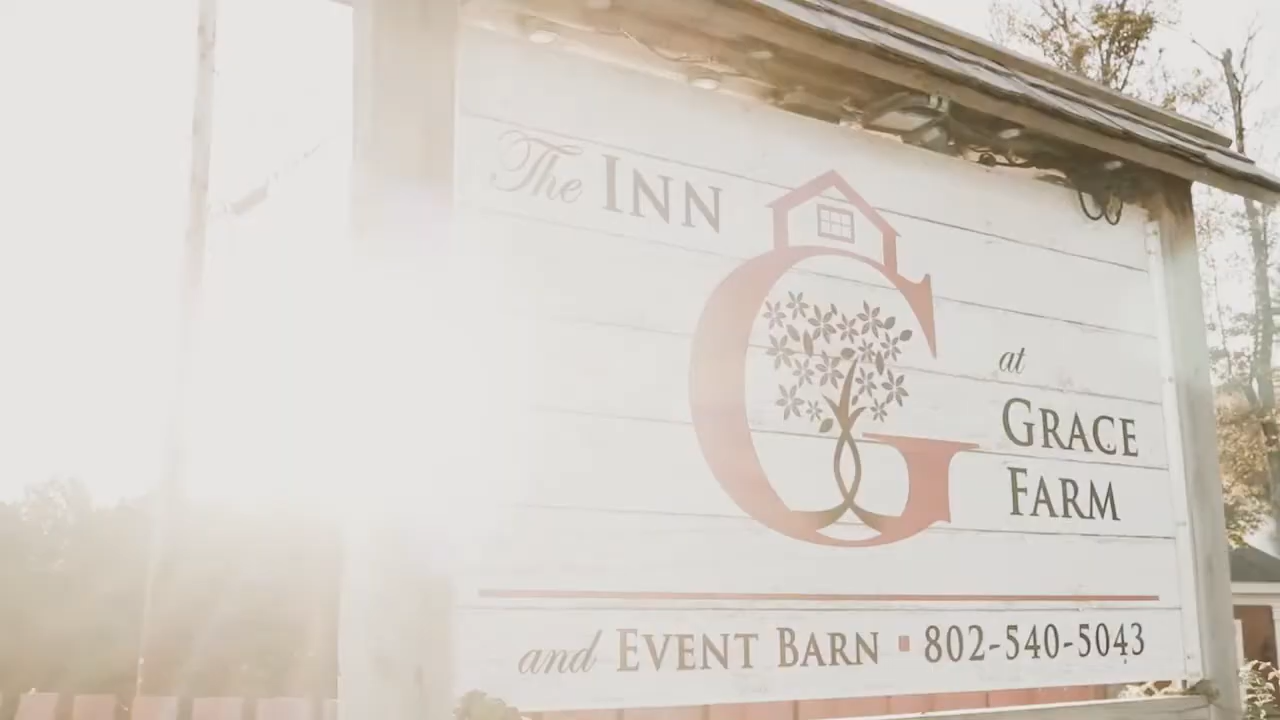 The INN
G
at
GRACE
FARM
and EVENT BARN ▪ 802-540-5043